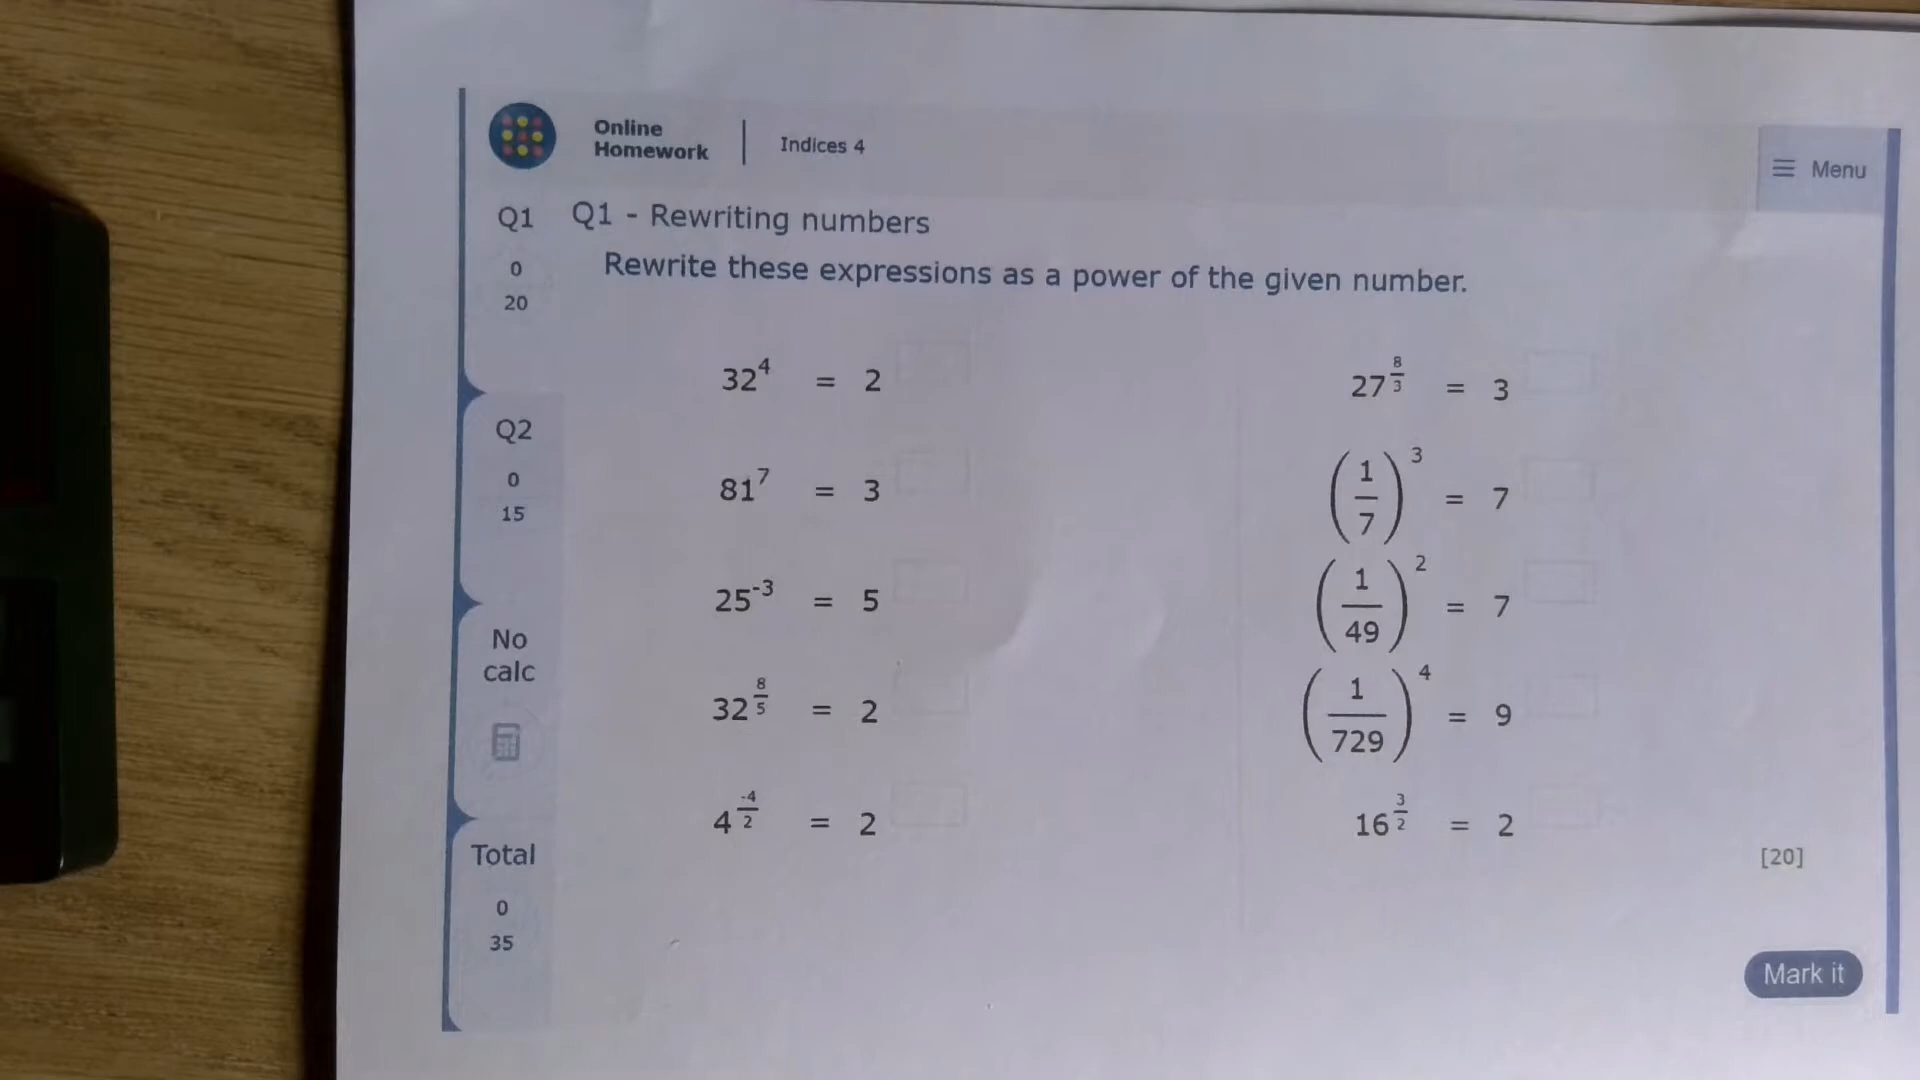 Online
Homework
Indices 4
☰ Menu
Q1
0
20
Q1 - Rewriting numbers
Rewrite these expressions as a power of the given number.
32^4 = 2
27^(8/3) = 3
Q2
0
15
81^7 = 3
(1/7)^3 = 7
25^-3 = 5
(1/49)^2 = 7
No
calc
32^(8/5) = 2
(1/729)^4 = 9
4^(-4/2) = 2
16^(3/2) = 2
Total
0
35
[20]
Mark it